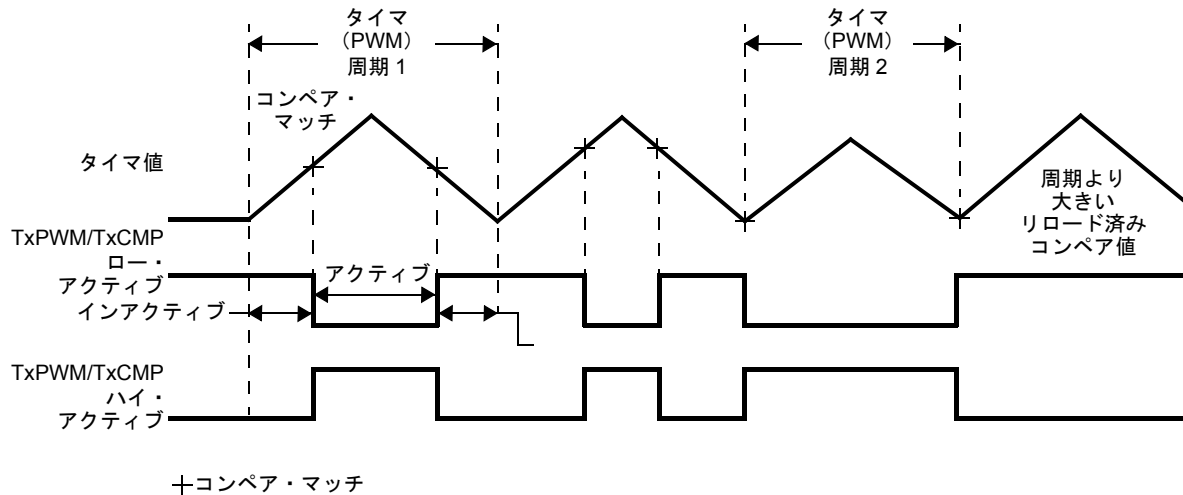 タイマ
（PWM）
周期 1
タイマ
（PWM）
周期 2
コンペア・
マッチ
タイマ値
周期より
大きい
リロード済み
コンペア値
TxPWM/TxCMP
ロー・
アクティブ
アクティブ
インアクティブ
TxPWM/TxCMP
ハイ・
アクティブ
コンペア・マッチ